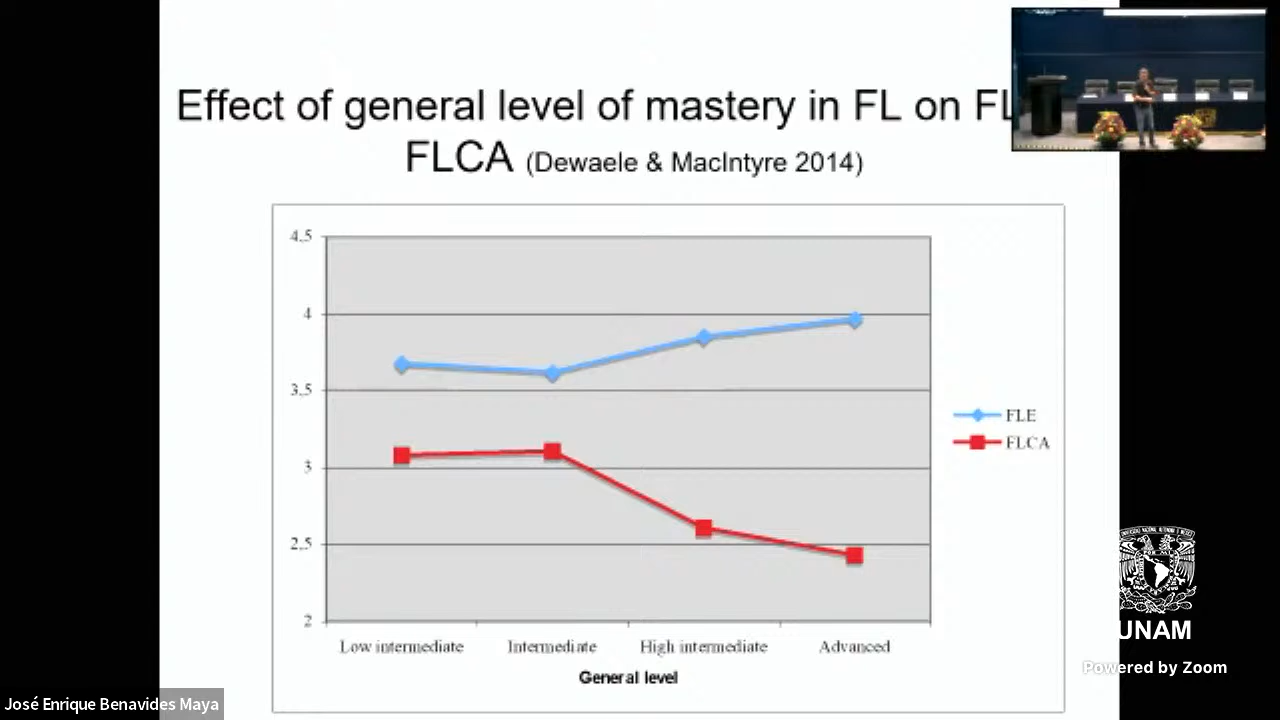 Effect of general level of mastery in FL on FL
FLCA (Dewaele & MacIntyre 2014)
4,5
4
3,5
3
2,5
2
FLE
FLCA
Low intermediate
Intermediate
High intermediate
Advanced
General level
UNAM
Powered by Zoom
José Enrique Benavides Maya